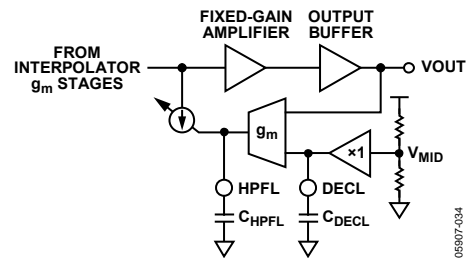 FIXED-GAIN
AMPLIFIER
OUTPUT
BUFFER
FROM
INTERPOLATOR
gm STAGES
VOUT
gm
×1
VMID
HPFL
DECL
CHPFL
CDECL
05907-034